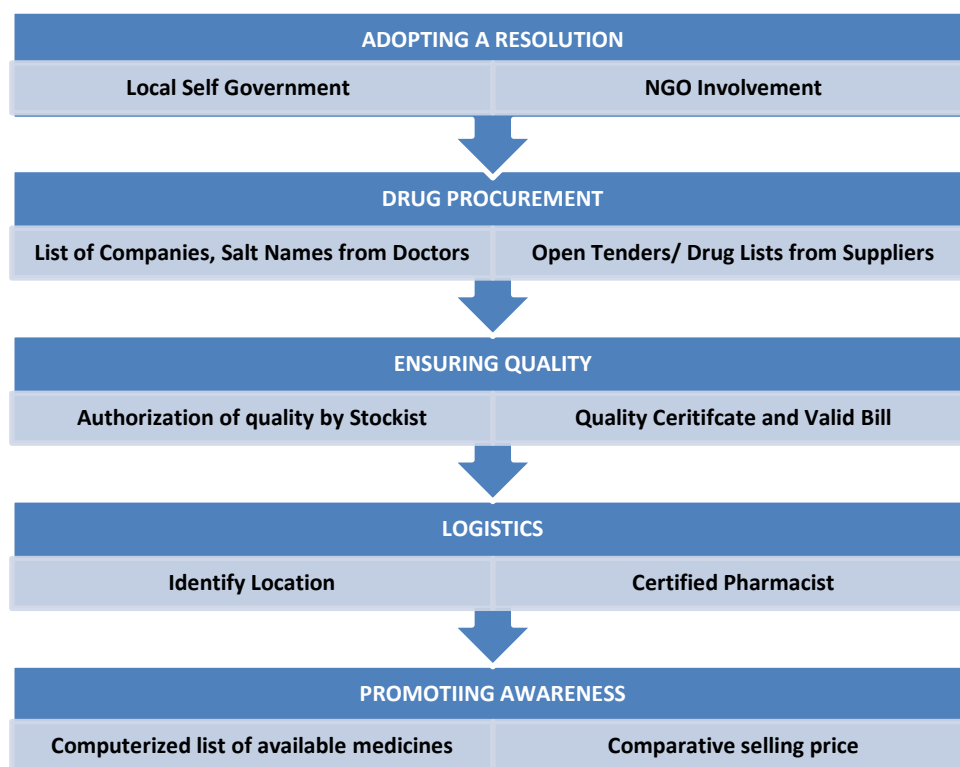 ADOPTING A RESOLUTION
Local Self Government
NGO Involvement
DRUG PROCUREMENT
List of Companies, Salt Names from Doctors
Open Tenders/ Drug Lists from Suppliers
ENSURING QUALITY
Authorization of quality by Stockist
Quality Ceritifcate and Valid Bill
LOGISTICS
Identify Location
Certified Pharmacist
PROMOTIING AWARENESS
Computerized list of available medicines
Comparative selling price